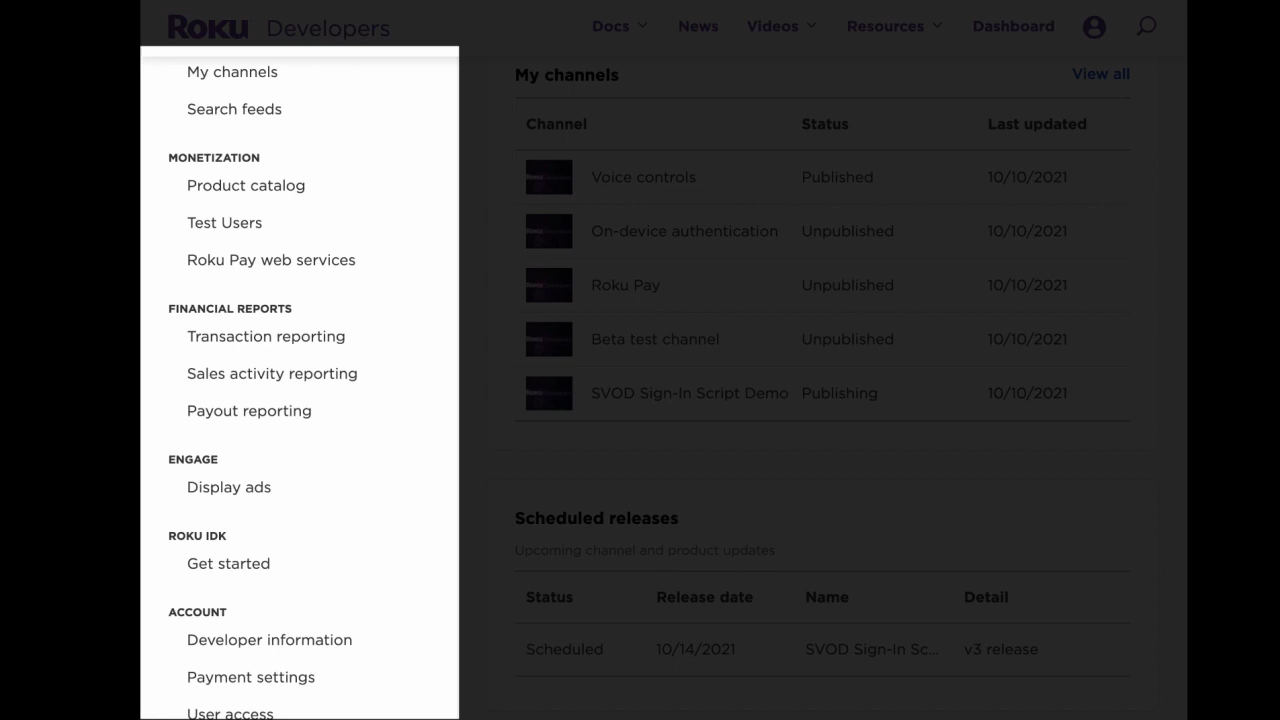 Roku Developers
Docs News Videos Resources Dashboard
My channels
Search feeds
MONETIZATION
Product catalog
Test Users
Roku Pay web services
FINANCIAL REPORTS
Transaction reporting
Sales activity reporting
Payout reporting
ENGAGE
Display ads
ROKU IDK
Get started
ACCOUNT
Developer information
Payment settings
User access
My channels View all
Channel Status Last updated
Voice controls Published 10/10/2021
On-device authentication Unpublished 10/10/2021
Roku Pay Unpublished 10/10/2021
Beta test channel Unpublished 10/10/2021
SVOD Sign-In Script Demo Publishing 10/10/2021
Scheduled releases
Upcoming channel and product updates
Status Release date Name Detail
Scheduled 10/14/2021 SVOD Sign-In Sc... v3 release